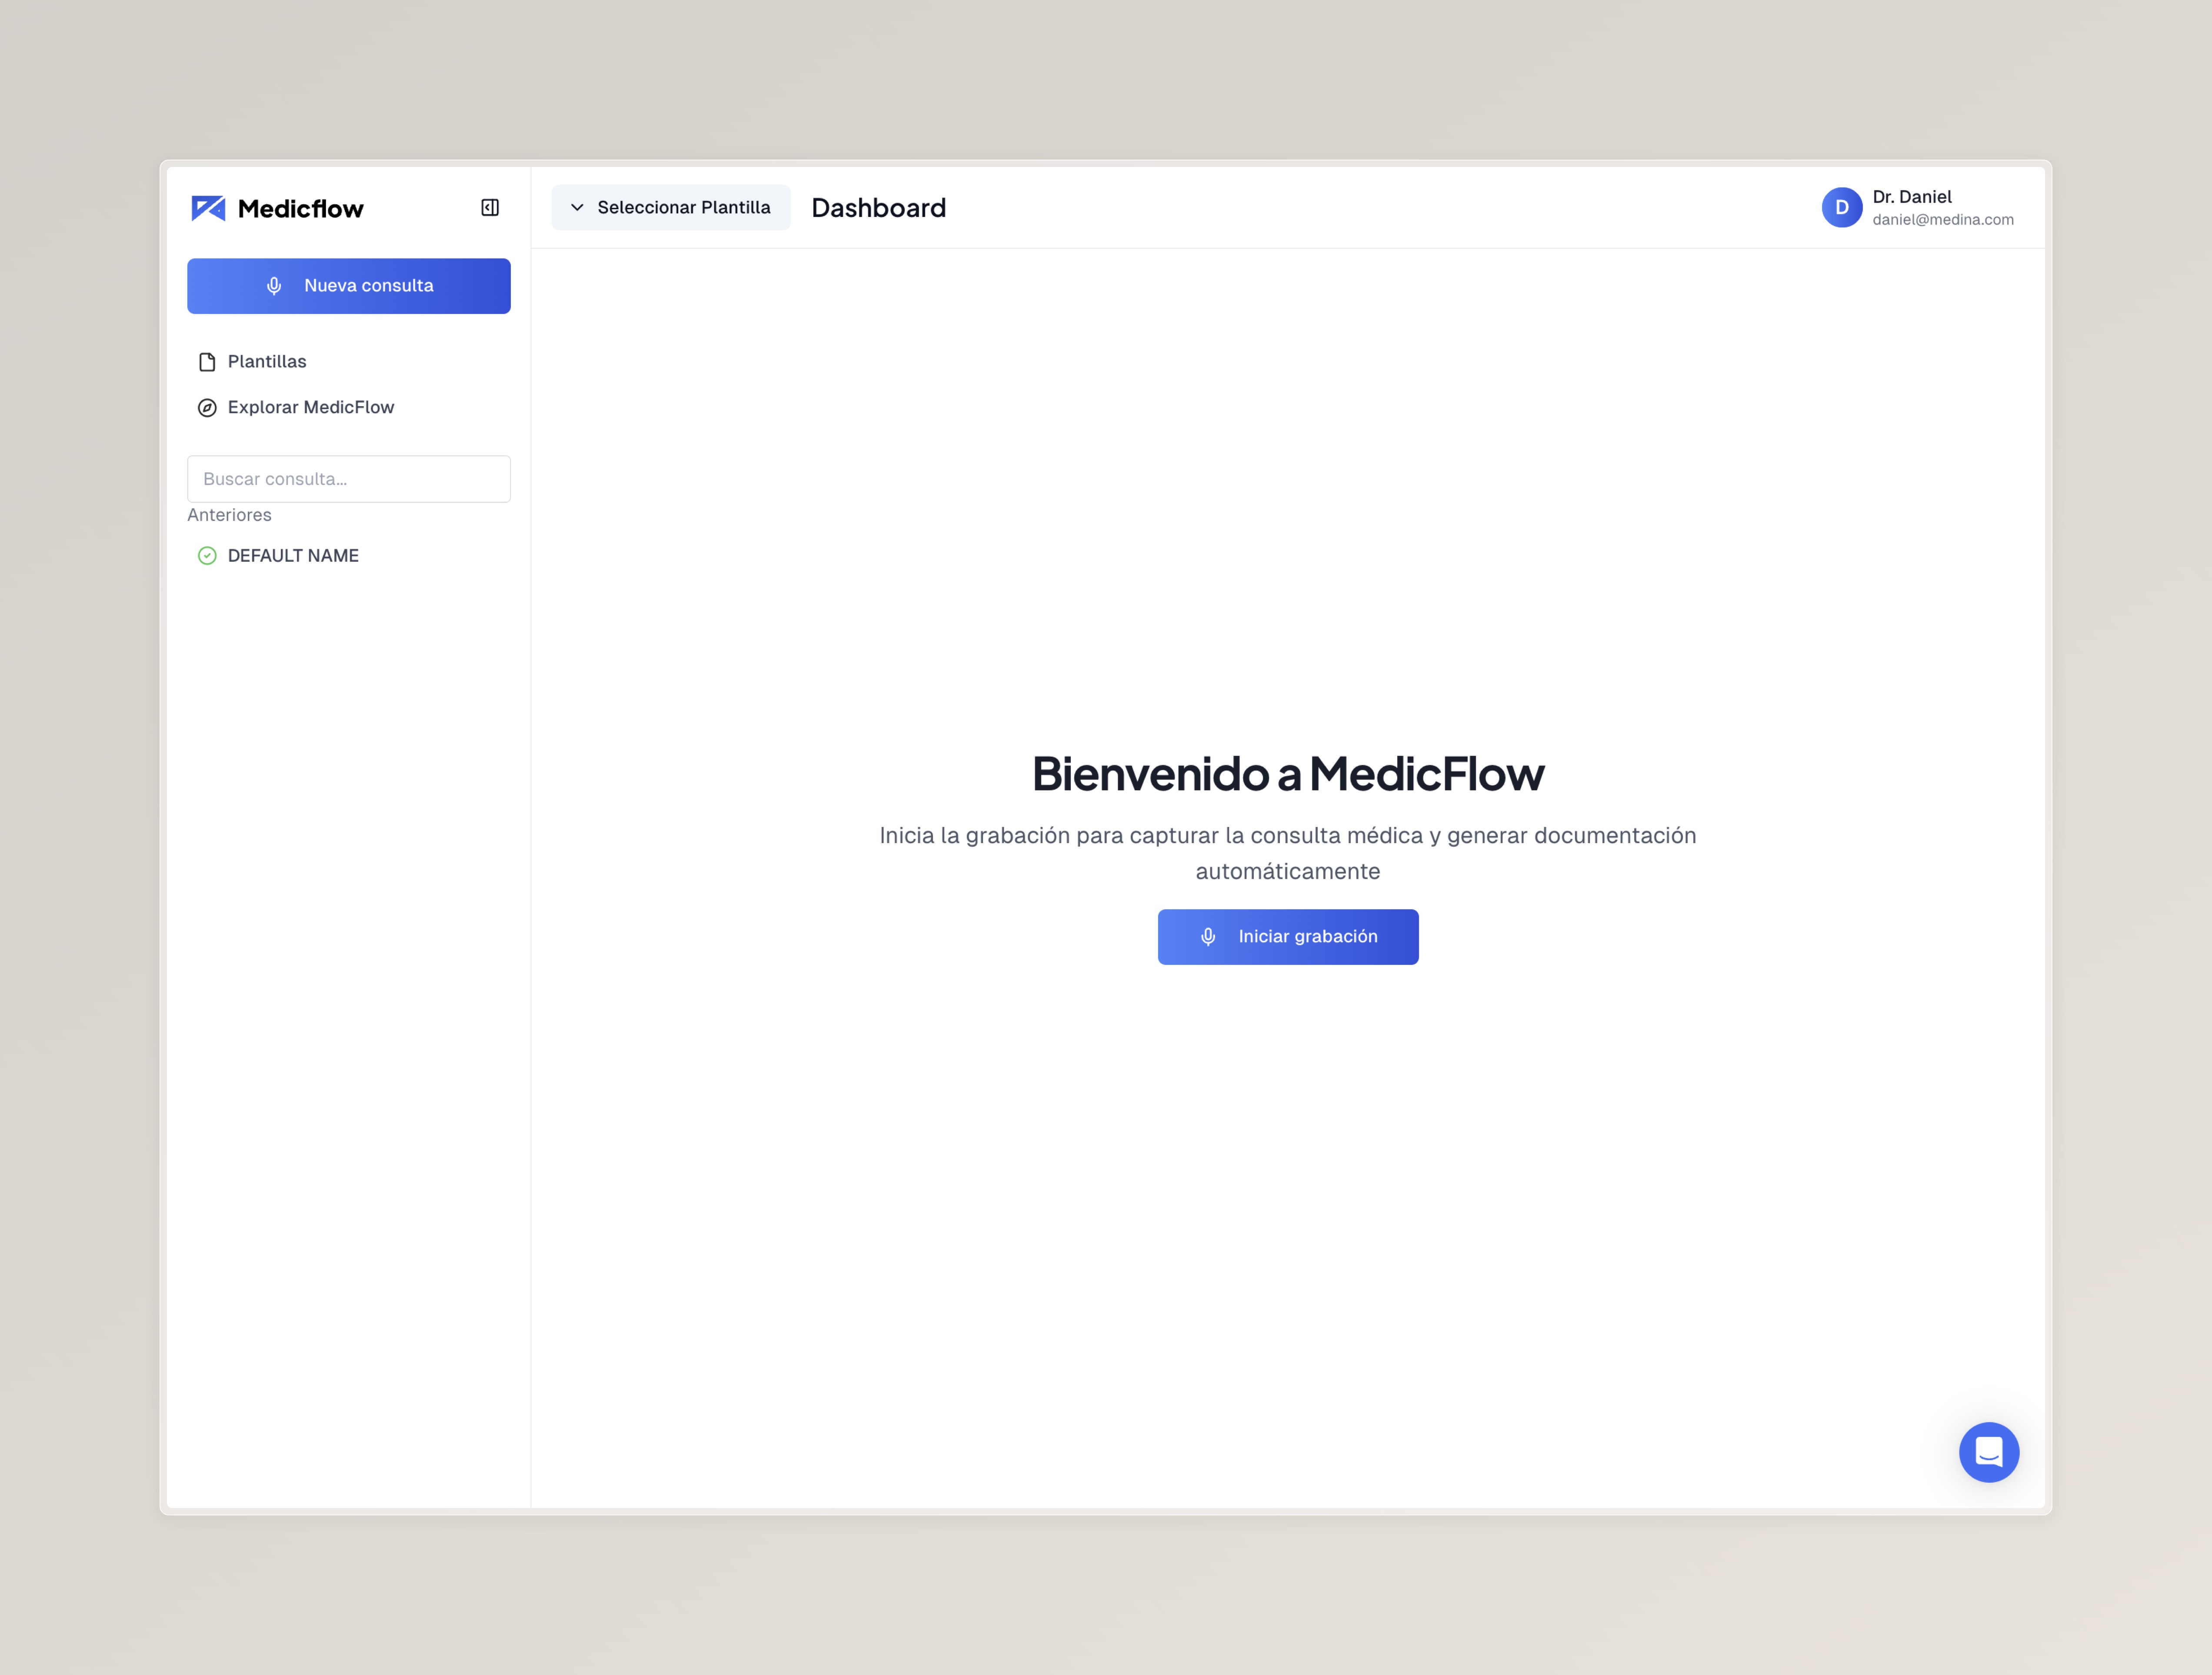 Medicflow
Nueva consulta
Plantillas
Explorar MedicFlow
Buscar consulta...
Anteriores
DEFAULT NAME
Seleccionar Plantilla
Dashboard
D
Dr. Daniel
daniel@medina.com
Bienvenido a MedicFlow
Inicia la grabación para capturar la consulta médica y generar documentación
automáticamente
Iniciar grabación